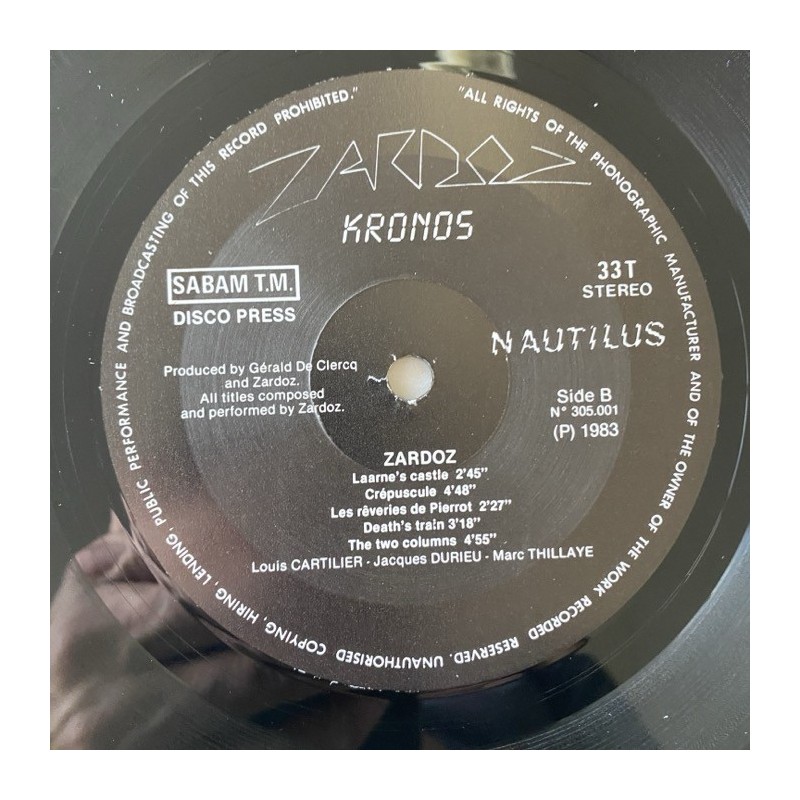 "ALL RIGHTS OF THE PHONOGRAPHIC MANUFACTURER AND OF THE OWNER OF THE WORK RECORDED RESERVED. UNAUTHORISED COPYING, HIRING, LENDING, PUBLIC PERFORMANCE AND BROADCASTING OF THIS RECORD PROHIBITED."
ZARDOZ
KRONOS
SABAM T.M.
DISCO PRESS
33 T
STEREO
NAUTILUS
Produced by Gérald De Clercq
and Zardoz.
All titles composed
and performed by Zardoz.
Side B
N° 305.001
(P) 1983
ZARDOZ
Laarne's castle 2'45"
Crépuscule 4'48"
Les rêveries de Pierrot 2'27"
Death's train 3'18"
The two columns 4'55"
Louis CARTILIER - Jacques DURIEU - Marc THILLAYE